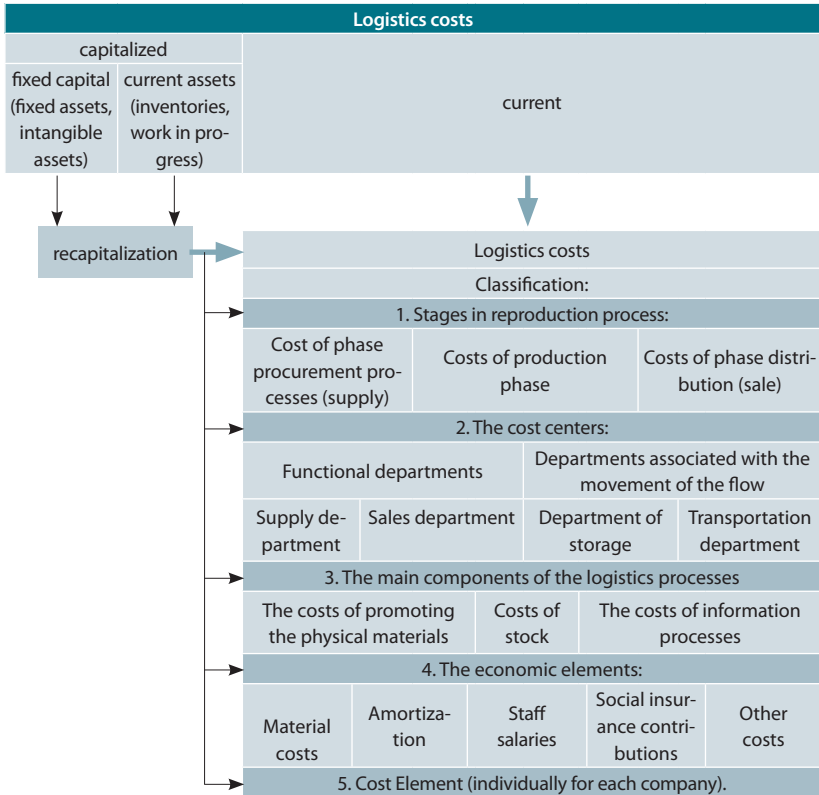 Logistics costs
capitalized
fixed capital
(fixed assets,
intangible
assets)
current assets
(inventories,
work in pro-
gress)
current
recapitalization
Logistics costs
Classification:
1. Stages in reproduction process:
Cost of phase
procurement pro-
cesses (supply)
Costs of production
phase
Costs of phase distri-
bution (sale)
2. The cost centers:
Functional departments
Departments associated with the
movement of the flow
Supply de-
partment
Sales department
Department of
storage
Transportation
department
3. The main components of the logistics processes
The costs of promoting
the physical materials
Costs of
stock
The costs of information
processes
4. The economic elements:
Material
costs
Amortiza-
tion
Staff
salaries
Social insur-
ance contri-
butions
Other
costs
5. Cost Element (individually for each company).